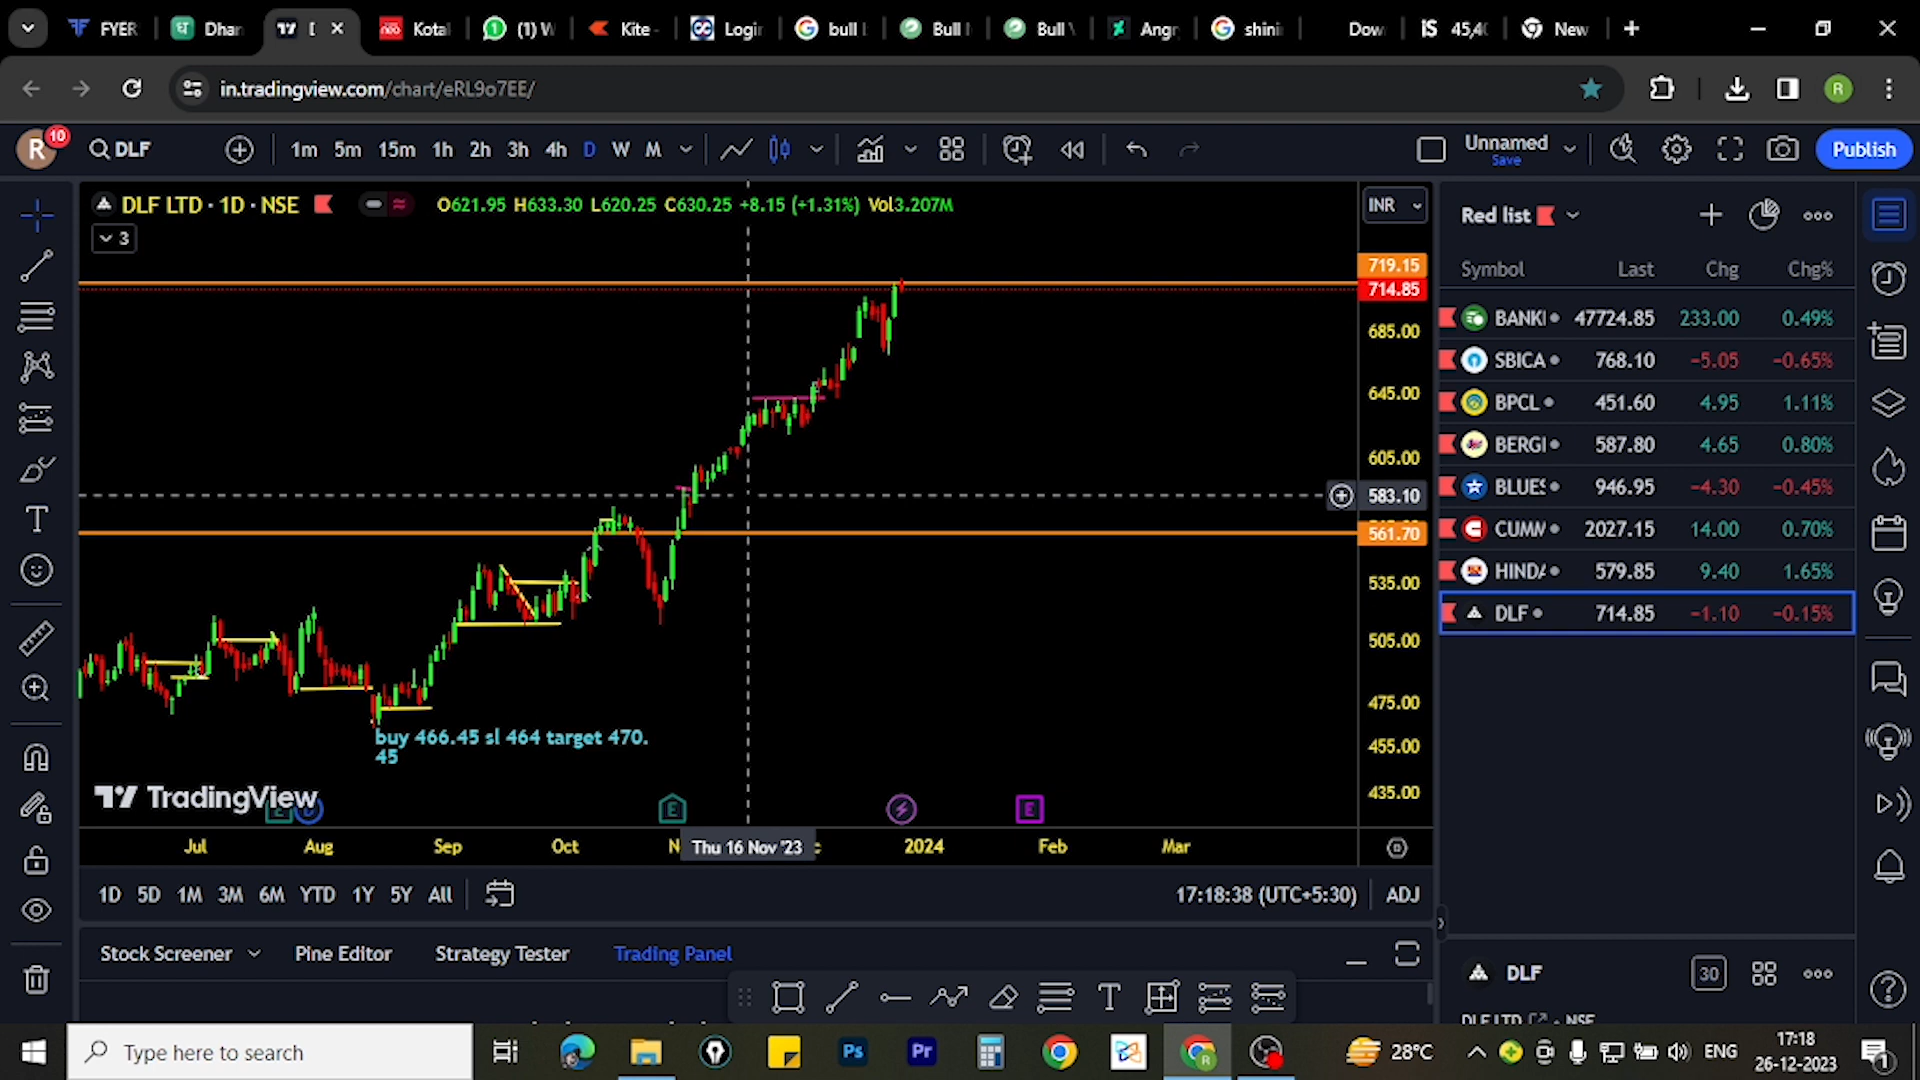 FYER
Dhan
Kotal
(1) W
Kite -
Login
bull
Bull
Bull
Angr
shini
Dow
45,40
New
in.tradingview.com/chart/eRL9o7EE/
R
R
10
DLF
1m 5m 15m 1h 2h 3h 4h D W M
Unnamed
Save
Publish
DLF LTD · 1D · NSE
O621.95 H633.30 L620.25 C630.25 +8.15 (+1.31%) Vol3.207M
INR
3
719.15
714.85
685.00
645.00
605.00
583.10
561.70
535.00
505.00
475.00
455.00
435.00
buy 466.45 sl 464 target 470.
45
TradingView
E
E
Jul Aug Sep Oct Thu 16 Nov '23 2024 Feb Mar
1D 5D 1M 3M 6M YTD 1Y 5Y All
17:18:38 (UTC+5:30) ADJ
Stock Screener Pine Editor Strategy Tester Trading Panel
Red list
Symbol Last Chg Chg%
BANKI 47724.85 233.00 0.49%
SBICA 768.10 −5.05 −0.65%
BPCL 451.60 4.95 1.11%
BERGI 587.80 4.65 0.80%
BLUES 946.95 −4.30 −0.45%
CUMM 2027.15 14.00 0.70%
HINDA 579.85 9.40 1.65%
DLF 714.85 −1.10 −0.15%
DLF
30
DLF LTD NSE
Type here to search
Ps
Pr
28°C
ENG
17:18
26-12-2023
1